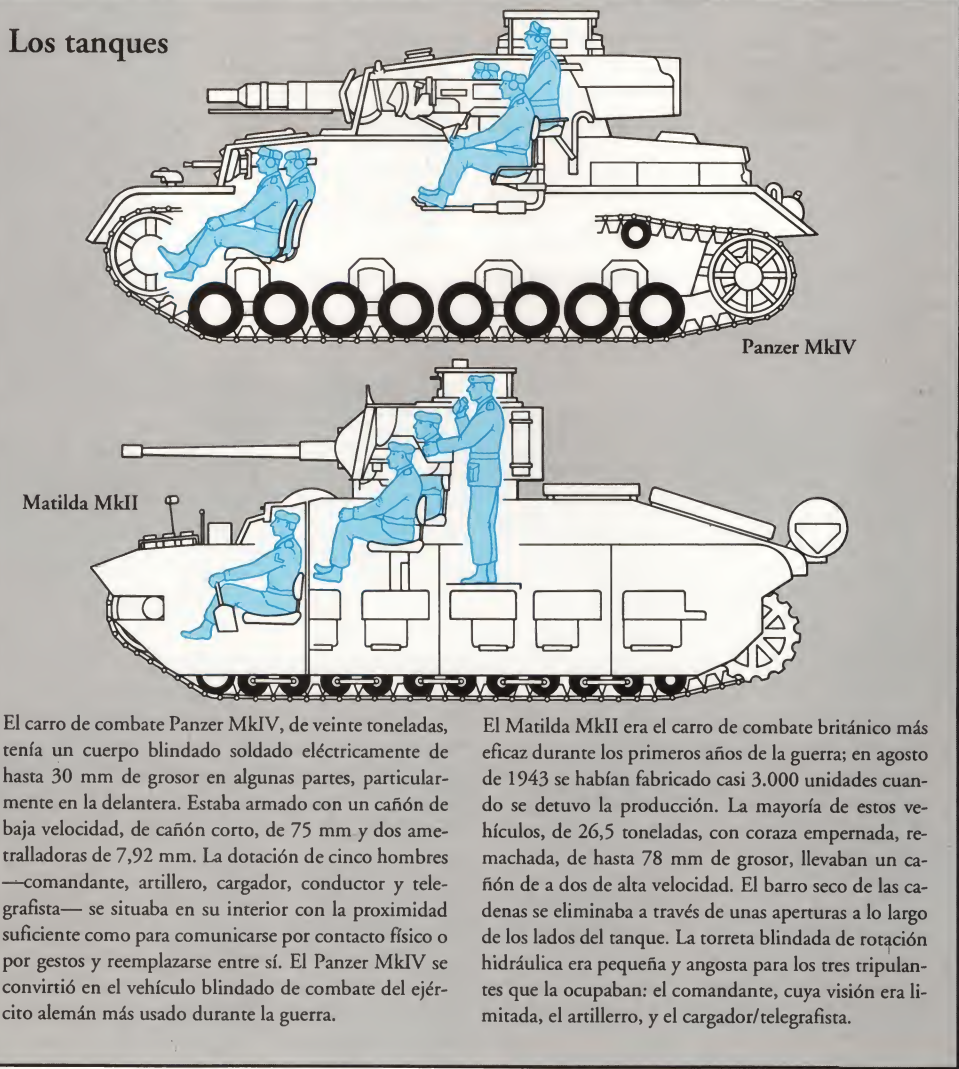 Los tanques
Panzer MkIV
Matilda MkII
El carro de combate Panzer MkIV, de veinte toneladas,
tenía un cuerpo blindado soldado eléctricamente de
hasta 30 mm de grosor en algunas partes, particular-
mente en la delantera. Estaba armado con un cañón de
baja velocidad, de cañón corto, de 75 mm y dos ame-
tralladoras de 7,92 mm. La dotación de cinco hombres
—comandante, artillero, cargador, conductor y tele-
grafista— se situaba en su interior con la proximidad
suficiente como para comunicarse por contacto físico o
por gestos y reemplazarse entre sí. El Panzer MkIV se
convirtió en el vehículo blindado de combate del ejér-
cito alemán más usado durante la guerra.
El Matilda MkII era el carro de combate británico más
eficaz durante los primeros años de la guerra; en agosto
de 1943 se habían fabricado casi 3.000 unidades cuan-
do se detuvo la producción. La mayoría de estos ve-
hículos, de 26,5 toneladas, con coraza empernada, re-
machada, de hasta 78 mm de grosor, llevaban un ca-
ñón de a dos de alta velocidad. El barro seco de las ca-
denas se eliminaba a través de unas aperturas a lo largo
de los lados del tanque. La torreta blindada de rotación
hidráulica era pequeña y angosta para los tres tripulan-
tes que la ocupaban: el comandante, cuya visión era li-
mitada, el artillerro, y el cargador/telegrafista.